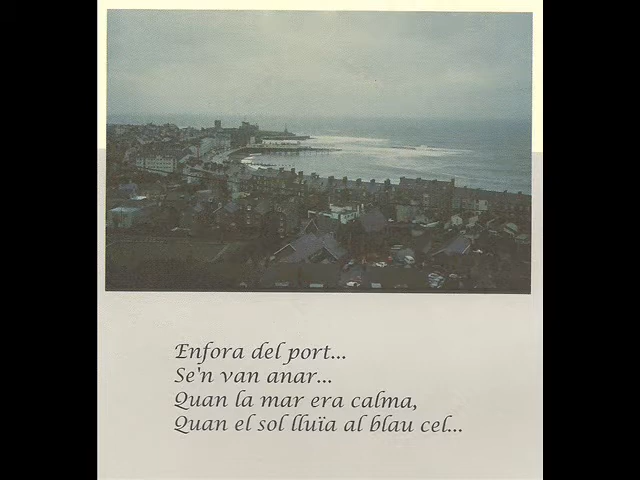 Enfora del port...
Se'n van anar...
Quan la mar era calma,
Quan el sol lluïa al blau cel...